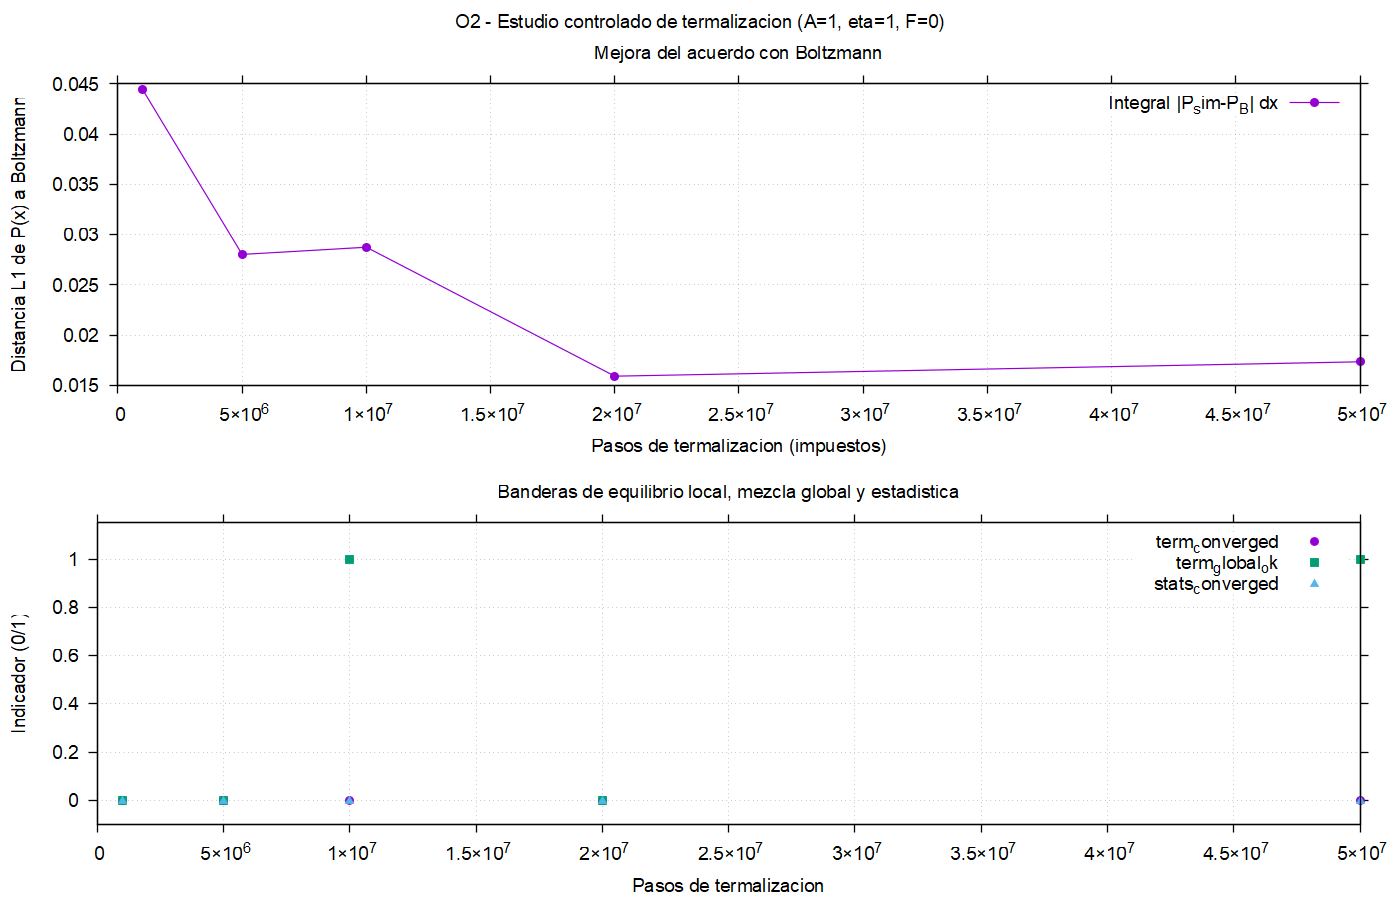 O2 - Estudio controlado de termalizacion (A=1, eta=1, F=0)
Mejora del acuerdo con Boltzmann
Integral |P_sim-P_B| dx
Distancia L1 de P(x) a Boltzmann
0.045
0.04
0.035
0.03
0.025
0.02
0.015
0 5×10^6 1×10^7 1.5×10^7 2×10^7 2.5×10^7 3×10^7 3.5×10^7 4×10^7 4.5×10^7 5×10^7
Pasos de termalizacion (impuestos)
Banderas de equilibrio local, mezcla global y estadistica
term_converged
term_global_ok
stats_converged
Indicador (0/1)
1
0.8
0.6
0.4
0.2
0
0 5×10^6 1×10^7 1.5×10^7 2×10^7 2.5×10^7 3×10^7 3.5×10^7 4×10^7 4.5×10^7 5×10^7
Pasos de termalizacion